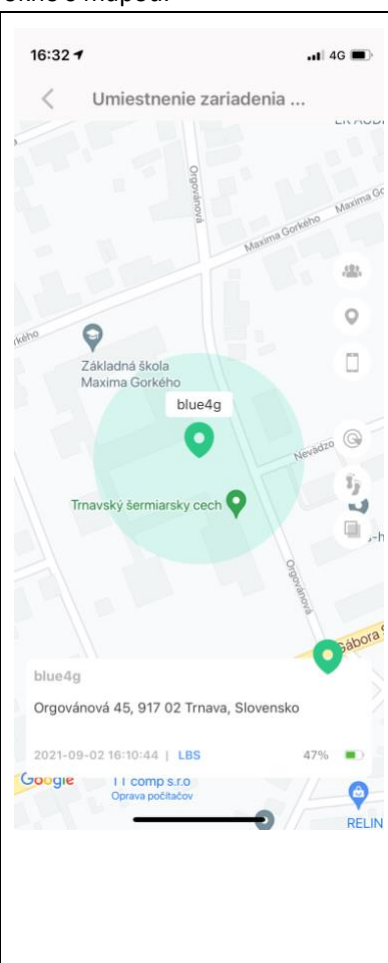 16:32
4G
Umiestnenie zariadenia ...
Orgovánová
Maxima Gorkého
Maxima Go
rkého
Základná škola
Maxima Gorkého
blue4g
Nevädzo
Trnavský šermiarsky cech
Orgovánová
-h
Gábora S
blue4g
Orgovánová 45, 917 02 Trnava, Slovensko
2021-09-02 16:10:44 | LBS
47%
Google
TT comp s.r.o
Oprava počítačov
RELIN